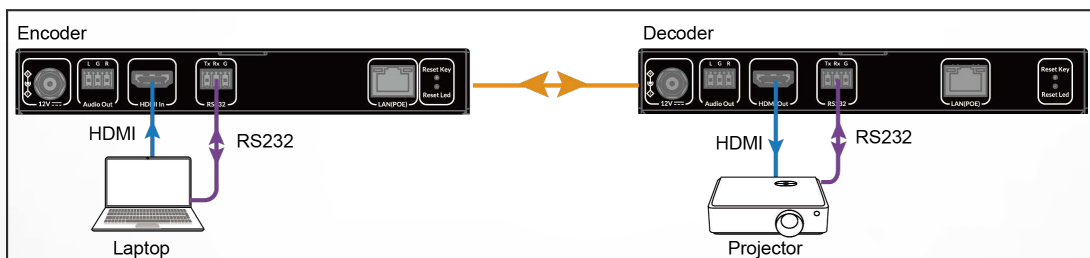 Encoder
Decoder
L G R
Tx Rx G
Reset Key
Reset Led
12V
Audio Out
HDMI In
RS232
LAN(POE)
L G R
Tx Rx G
Reset Key
Reset Led
12V
Audio Out
HDMI Out
RS232
LAN(POE)
HDMI
RS232
HDMI
RS232
Laptop
Projector